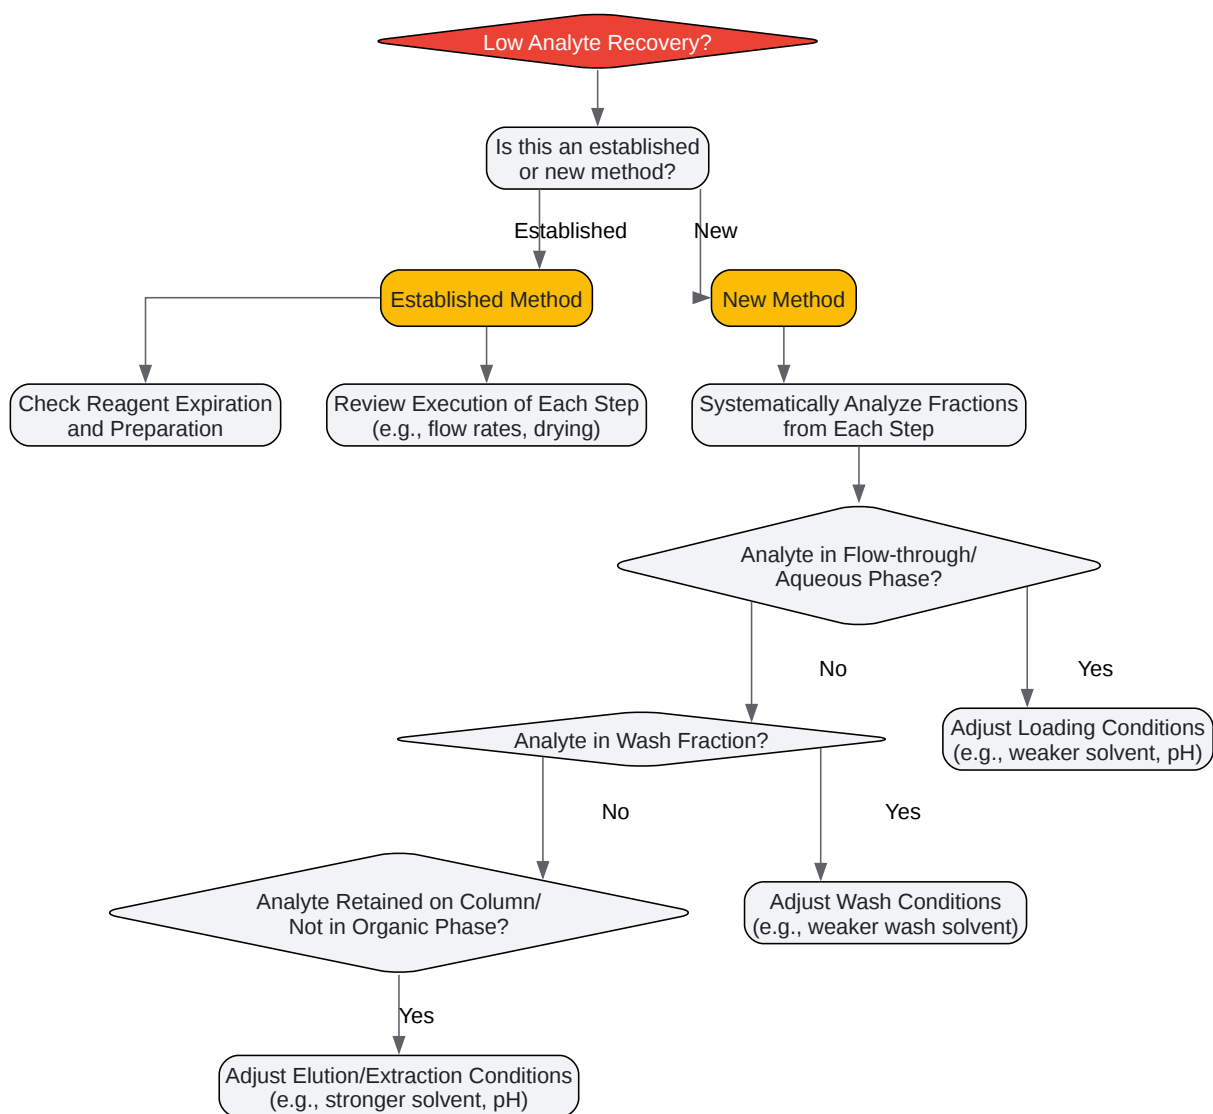 Low Analyte Recovery?
Is this an established
or new method?
Established
New
Established Method
New Method
Check Reagent Expiration
and Preparation
Review Execution of Each Step
(e.g., flow rates, drying)
Systematically Analyze Fractions
from Each Step
Analyte in Flow-through/
Aqueous Phase?
No
Yes
Analyte in Wash Fraction?
Adjust Loading Conditions
(e.g., weaker solvent, pH)
No
Yes
Analyte Retained on Column/
Not in Organic Phase?
Adjust Wash Conditions
(e.g., weaker wash solvent)
Yes
Adjust Elution/Extraction Conditions
(e.g., stronger solvent, pH)